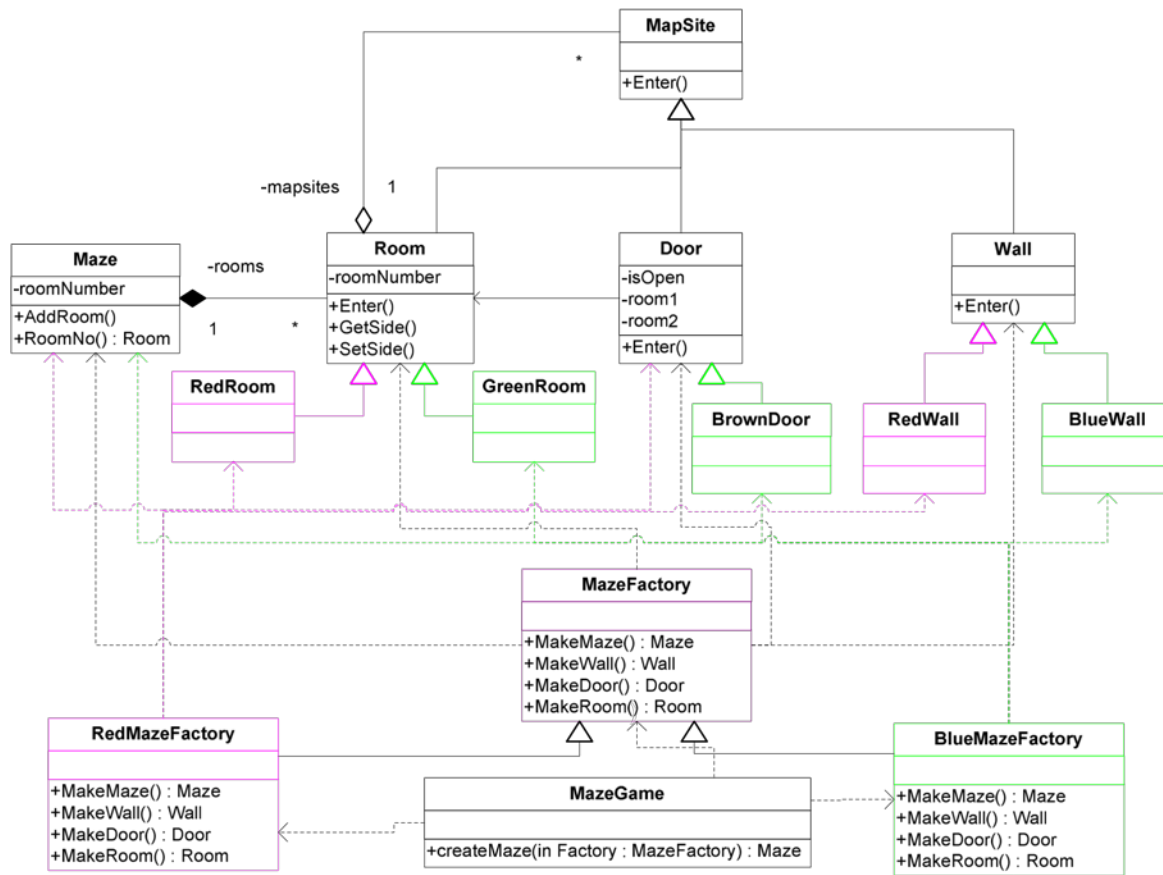 MapSite
+Enter()
*
-mapsites
1
Maze
-roomNumber
+AddRoom()
+RoomNo() : Room
-rooms
1
*
Room
-roomNumber
+Enter()
+GetSide()
+SetSide()
Door
-isOpen
-room1
-room2
+Enter()
Wall
+Enter()
RedRoom
GreenRoom
BrownDoor
RedWall
BlueWall
MazeFactory
+MakeMaze() : Maze
+MakeWall() : Wall
+MakeDoor() : Door
+MakeRoom() : Room
RedMazeFactory
+MakeMaze() : Maze
+MakeWall() : Wall
+MakeDoor() : Door
+MakeRoom() : Room
MazeGame
+createMaze(in Factory : MazeFactory) : Maze
BlueMazeFactory
+MakeMaze() : Maze
+MakeWall() : Wall
+MakeDoor() : Door
+MakeRoom() : Room